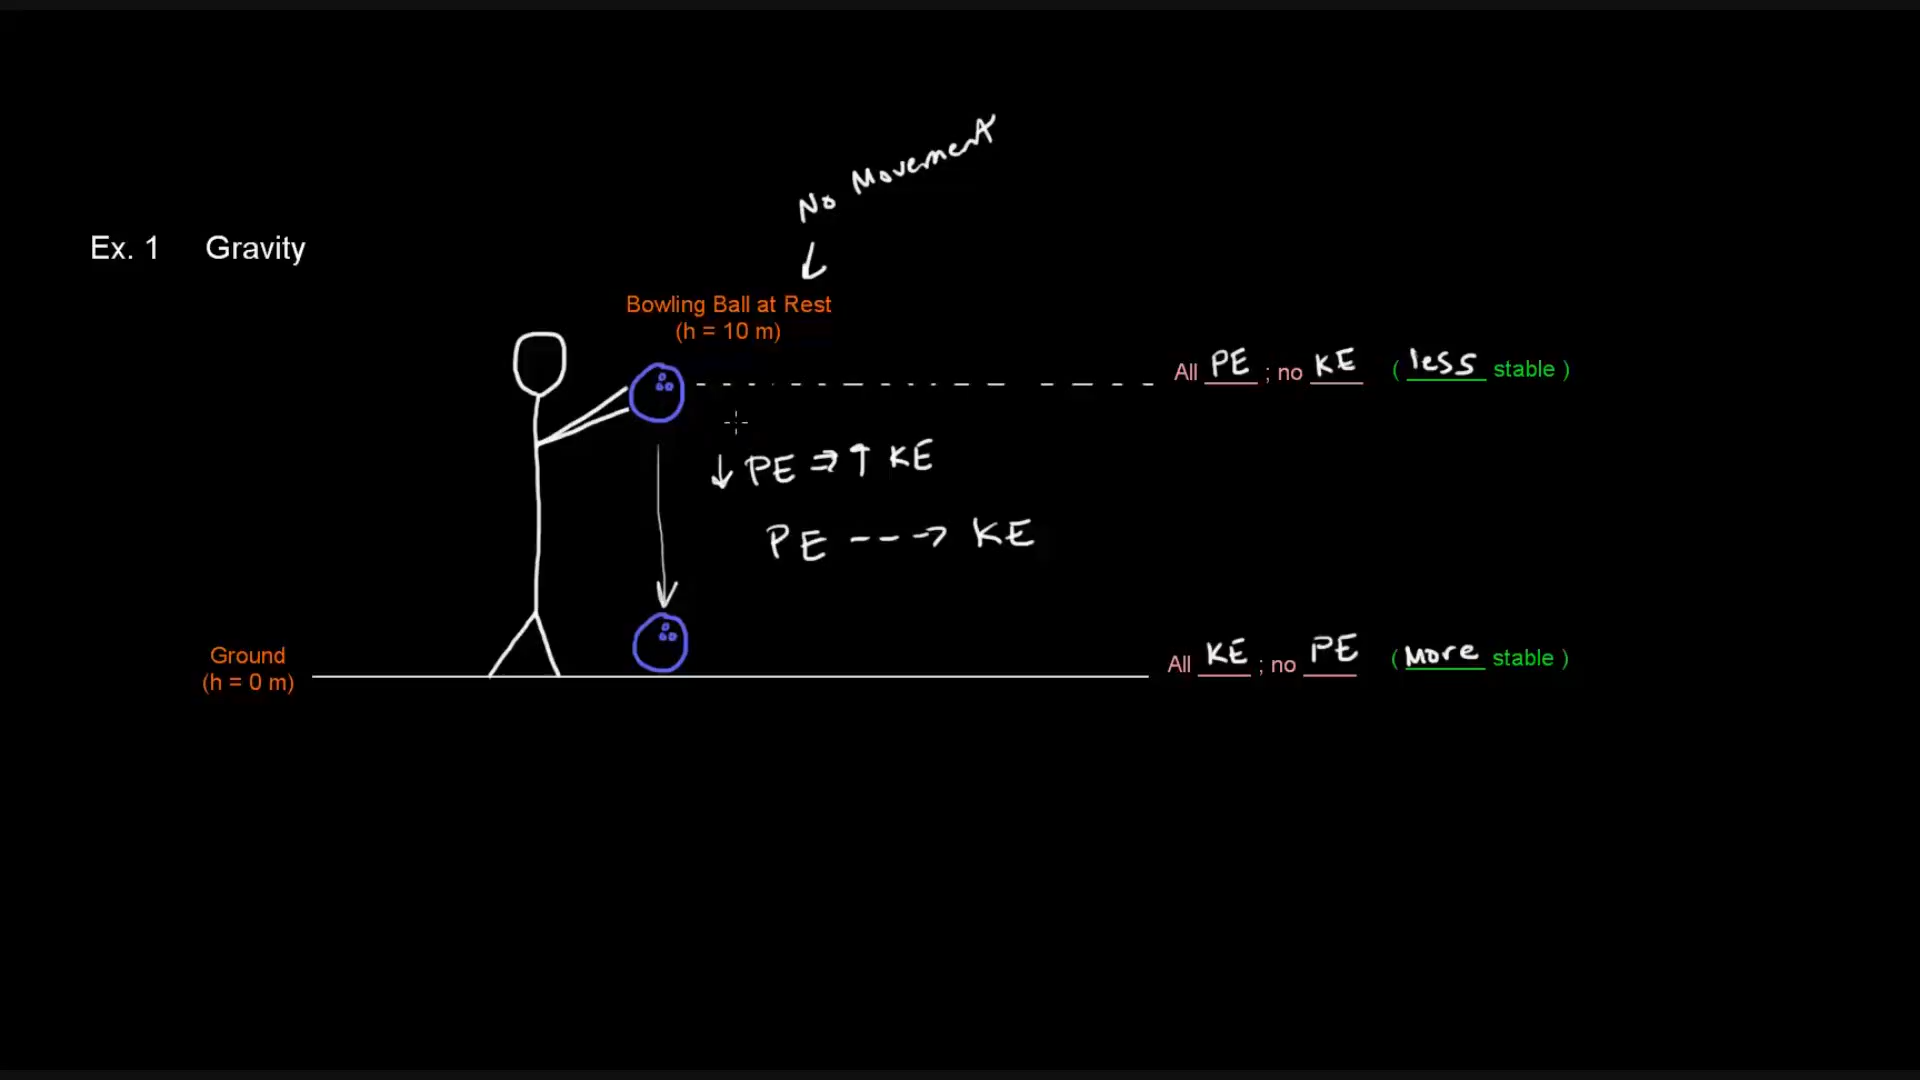 No Movement
Ex. 1 Gravity
Bowling Ball at Rest
(h = 10 m)
All PE ; no KE (less stable)
↓ PE ⇒ ↑ KE
PE ---→ KE
Ground
(h = 0 m)
All KE ; no PE (More stable)